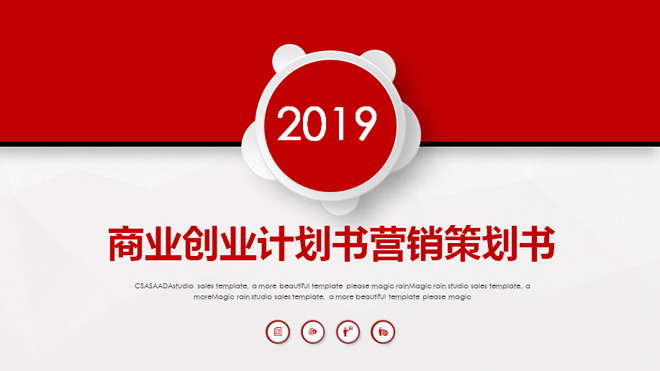 2019
商业创业计划书营销策划书
CSASAADAstudio sales template, a more beautiful template please magic rainMagic rain studio sales template, a
moreMagic rain studio sales template, a more beautiful template please magic